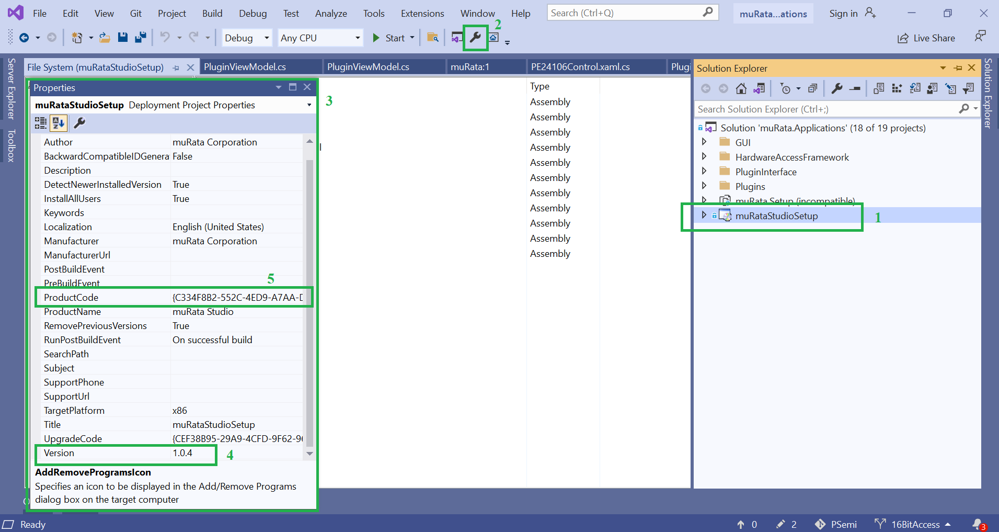 File Edit View Git Project Build Debug Test Analyze Tools Extensions Window Help Search (Ctrl+Q) muRata...ations Sign in
2
Debug Any CPU Start Live Share
File System (muRataStudioSetup) PluginViewModel.cs PluginViewModel.cs muRata:1 PE24106Control.xaml.cs Plug
Server Explorer
Toolbox
Properties
3
muRataStudioSetup Deployment Project Properties
Author muRata Corporation
BackwardCompatibleIDGenera False
Description
DetectNewerInstalledVersion True
InstallAllUsers True
Keywords
Localization English (United States)
Manufacturer muRata Corporation
ManufacturerUrl
PostBuildEvent
5
PreBuildEvent
ProductCode {C334F8B2-552C-4ED9-A7AA-D
ProductName muRata Studio
RemovePreviousVersions True
RunPostBuildEvent On successful build
SearchPath
Subject
SupportPhone
SupportUrl
TargetPlatform x86
Title muRataStudioSetup
UpgradeCode {CEF38B95-29A9-4CFD-9F62-96
Version 1.0.4
4
AddRemoveProgramsIcon
Specifies an icon to be displayed in the Add/Remove Programs
dialog box on the target computer
Type
Assembly
Assembly
Assembly
Assembly
Assembly
Assembly
Assembly
Assembly
Assembly
Assembly
Assembly
Solution Explorer
Search Solution Explorer (Ctrl+;)
Solution 'muRata.Applications' (18 of 19 projects)
GUI
HardwareAccessFramework
PluginInterface
Plugins
muRata.Setup (incompatible)
muRataStudioSetup
1
Solution Explorer
Ready 0 2 PSemi 16BitAccess 3